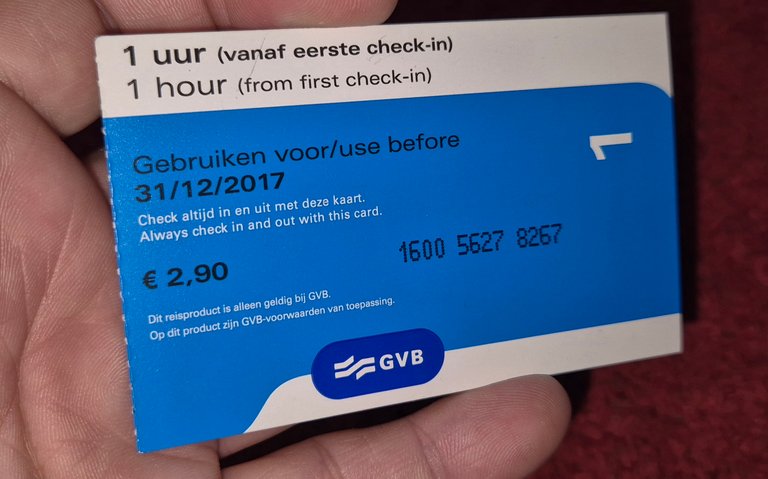 1 uur (vanaf eerste check-in)
1 hour (from first check-in)
1
Gebruiken voor/use before
31/12/2017
Check altijd in en uit met deze kaart.
Always check in and out with this card.
1600 5627 8267
€ 2,90
Dit reisproduct is alleen geldig bij GVB.
Op dit product zijn GVB-voorwaarden van toepassing.
GVB